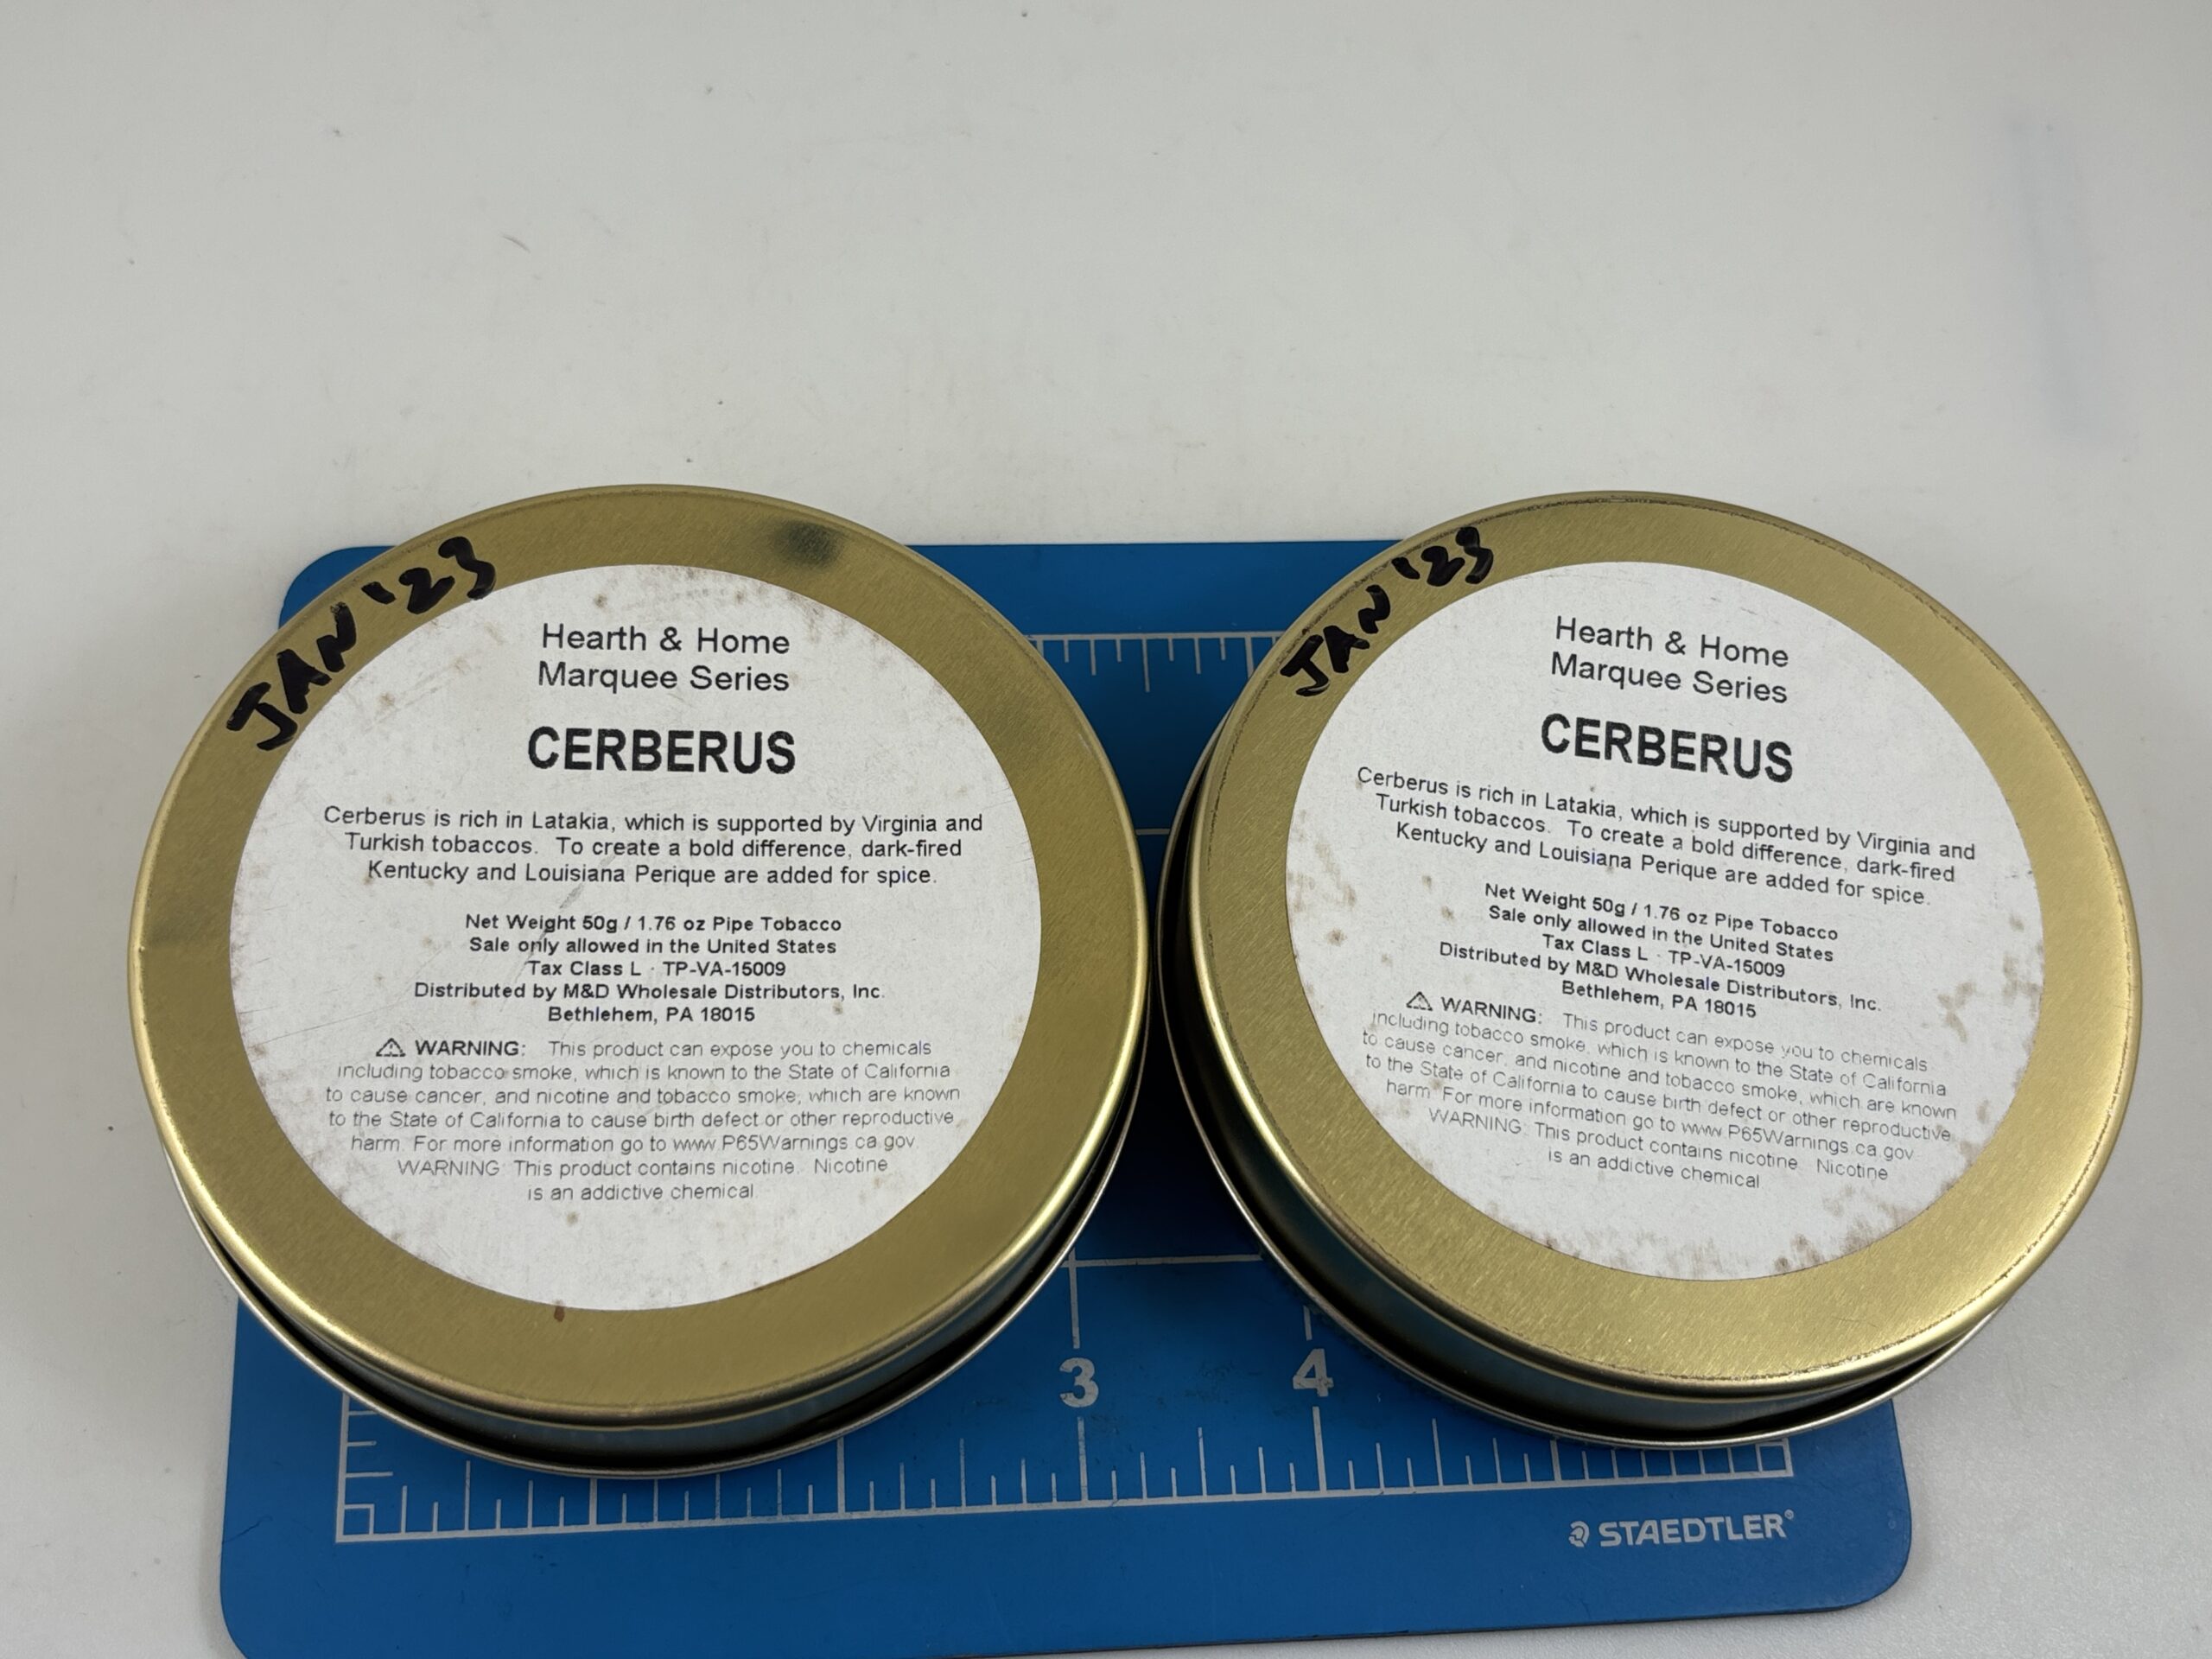 JAN '23
Hearth & Home
Marquee Series
CERBERUS
Cerberus is rich in Latakia, which is supported by Virginia and
Turkish tobaccos. To create a bold difference, dark-fired
Kentucky and Louisiana Perique are added for spice.
Net Weight 50g / 1.76 oz Pipe Tobacco
Sale only allowed in the United States
Tax Class L · TP-VA-15009
Distributed by M&D Wholesale Distributors, Inc.
Bethlehem, PA 18015
⚠ WARNING: This product can expose you to chemicals
including tobacco smoke, which is known to the State of California
to cause cancer, and nicotine and tobacco smoke, which are known
to the State of California to cause birth defect or other reproductive
harm. For more information go to www.P65Warnings.ca.gov.
WARNING: This product contains nicotine. Nicotine
is an addictive chemical.
JAN '23
Hearth & Home
Marquee Series
CERBERUS
Cerberus is rich in Latakia, which is supported by Virginia and
Turkish tobaccos. To create a bold difference, dark-fired
Kentucky and Louisiana Perique are added for spice.
Net Weight 50g / 1.76 oz Pipe Tobacco
Sale only allowed in the United States
Tax Class L · TP-VA-15009
Distributed by M&D Wholesale Distributors, Inc.
Bethlehem, PA 18015
⚠ WARNING: This product can expose you to chemicals
including tobacco smoke, which is known to the State of California
to cause cancer, and nicotine and tobacco smoke, which are known
to the State of California to cause birth defect or other reproductive
harm. For more information go to www.P65Warnings.ca.gov.
WARNING: This product contains nicotine. Nicotine
is an addictive chemical.
3 4
STAEDTLER®